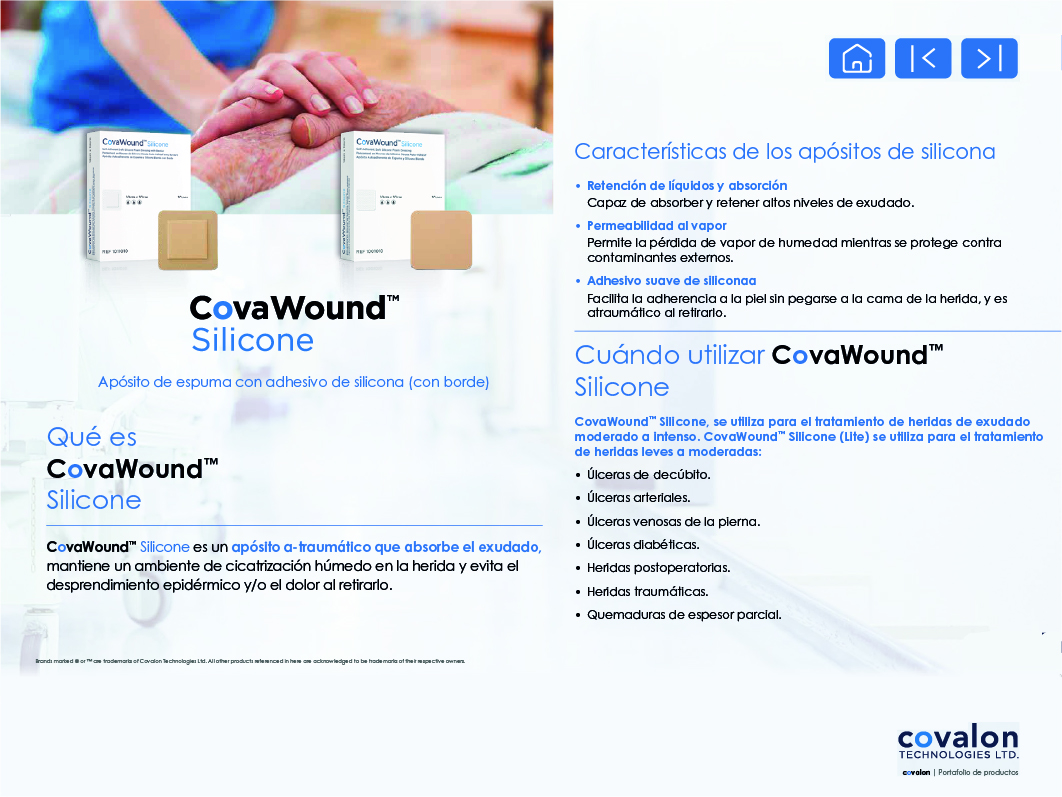 CovaWound™ Silicone
CovaWound™ Silicone
REF
REF
CovaWound™
Silicone
Apósito de espuma con adhesivo de silicona (con borde)
Qué es
CovaWound™
Silicone
CovaWound™ Silicone es un apósito a-traumático que absorbe el exudado,
mantiene un ambiente de cicatrización húmedo en la herida y evita el
desprendimiento epidérmico y/o el dolor al retirarlo.
Brands marked ® or ™ are trademarks of Covalon Technologies Ltd. All other products referenced in here are acknowledged to be trademarks of their respective owners.
Características de los apósitos de silicona
• Retención de líquidos y absorción
Capaz de absorber y retener altos niveles de exudado.
• Permeabilidad al vapor
Permite la pérdida de vapor de humedad mientras se protege contra
contaminantes externos.
• Adhesivo suave de siliconaa
Facilita la adherencia a la piel sin pegarse a la cama de la herida, y es
atraumático al retirarlo.
Cuándo utilizar CovaWound™
Silicone
CovaWound™ Silicone, se utiliza para el tratamiento de heridas de exudado
moderado a intenso. CovaWound™ Silicone (Lite) se utiliza para el tratamiento
de heridas leves a moderadas:
• Úlceras de decúbito.
• Úlceras arteriales.
• Úlceras venosas de la pierna.
• Úlceras diabéticas.
• Heridas postoperatorias.
• Heridas traumáticas.
• Quemaduras de espesor parcial.
covalon
TECHNOLOGIES LTD.
covalon | Portafolio de productos